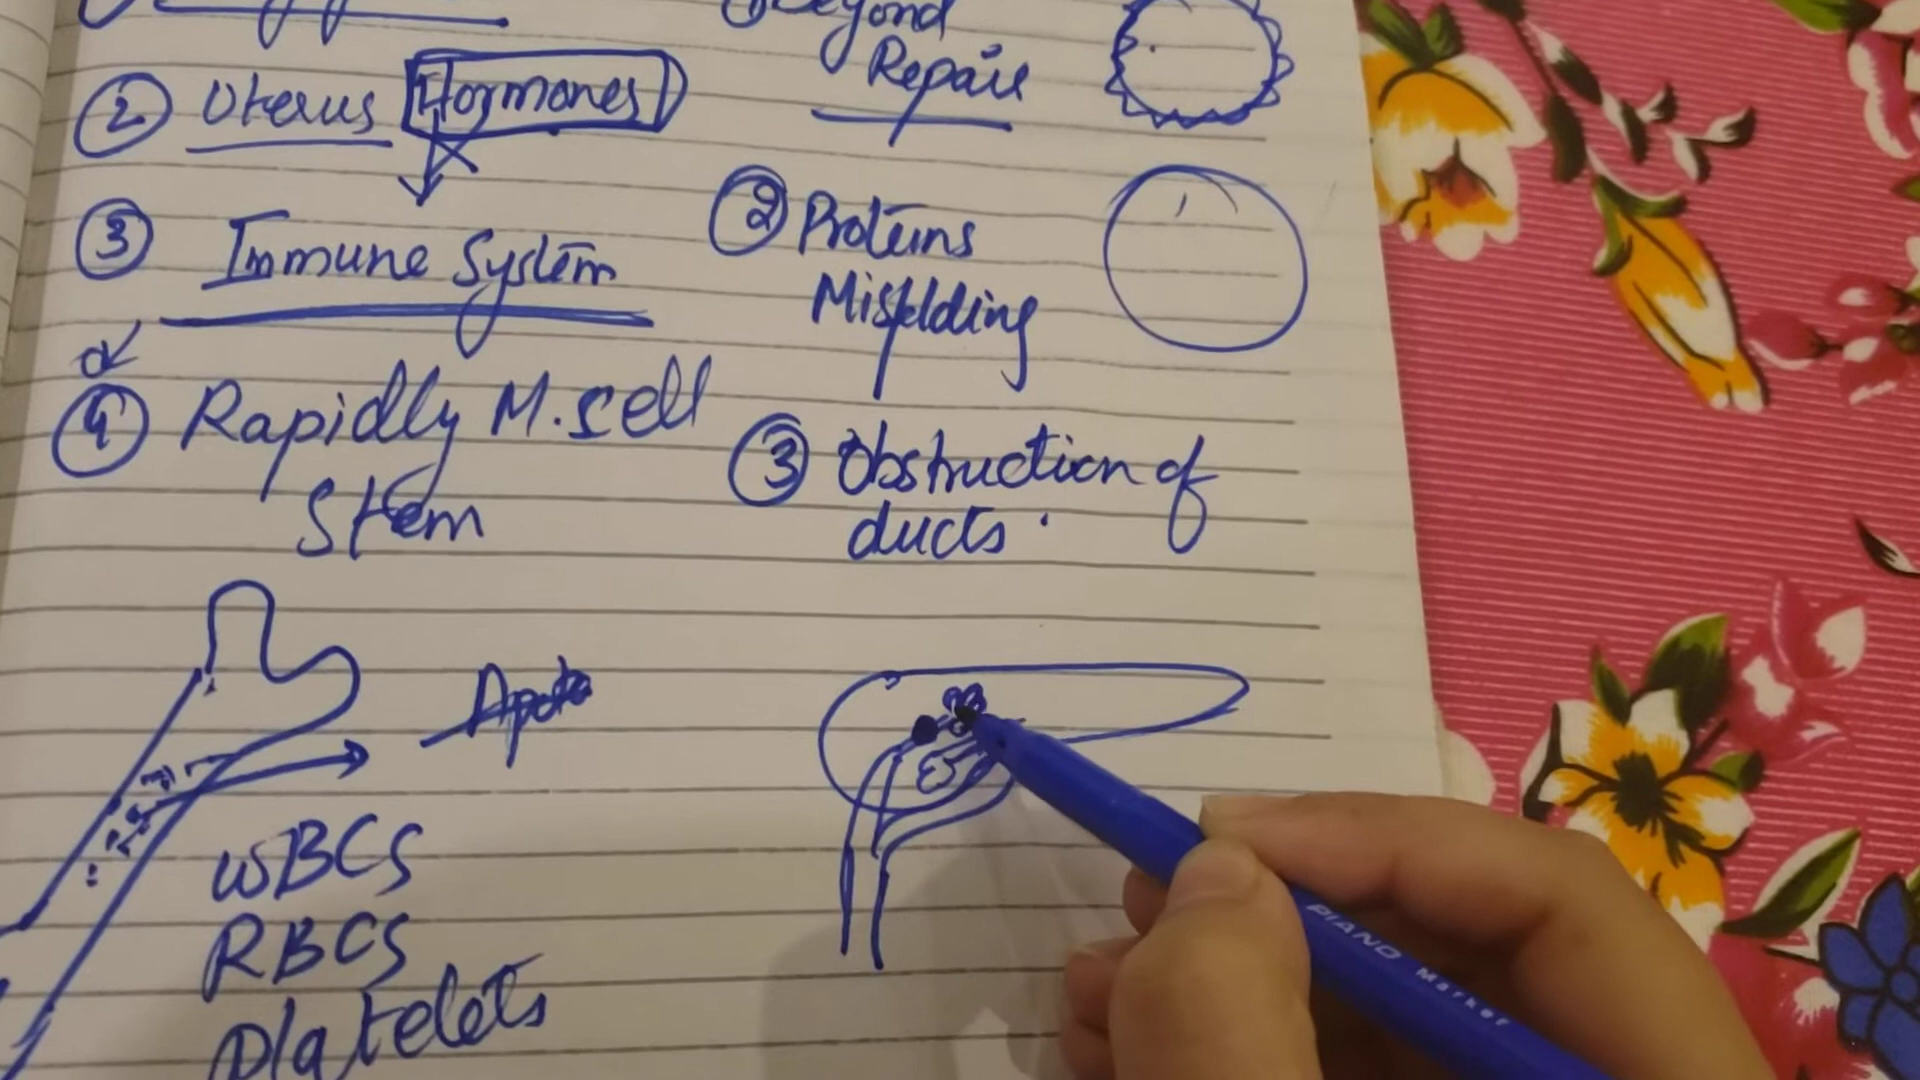 ② Uterus Hormones
③ Immune System
④ Rapidly M. cell
Stem
WBCS
RBCS
Platelets
① Beyond
Repair
② Proteins
Misfolding
③ Obstruction of
ducts.
PIANO Marker